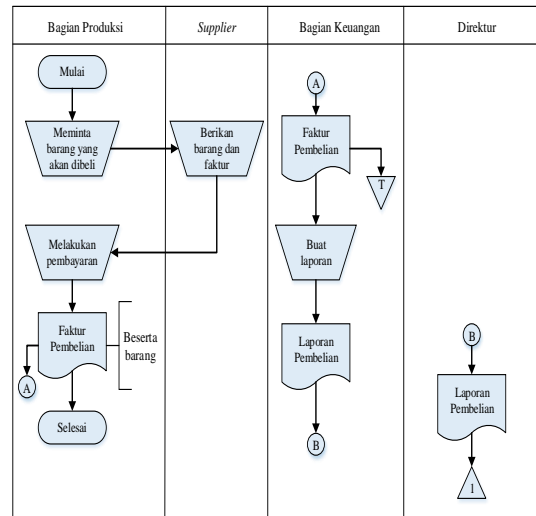 Bagian Produksi
Supplier
Bagian Keuangan
Direktur
Mulai
Meminta
barang yang
akan dibeli
Berikan
barang dan
faktur
Melakukan
pembayaran
Faktur
Pembelian
Beserta
barang
A
Selesai
A
Faktur
Pembelian
T
Buat
laporan
Laporan
Pembelian
B
B
Laporan
Pembelian
1